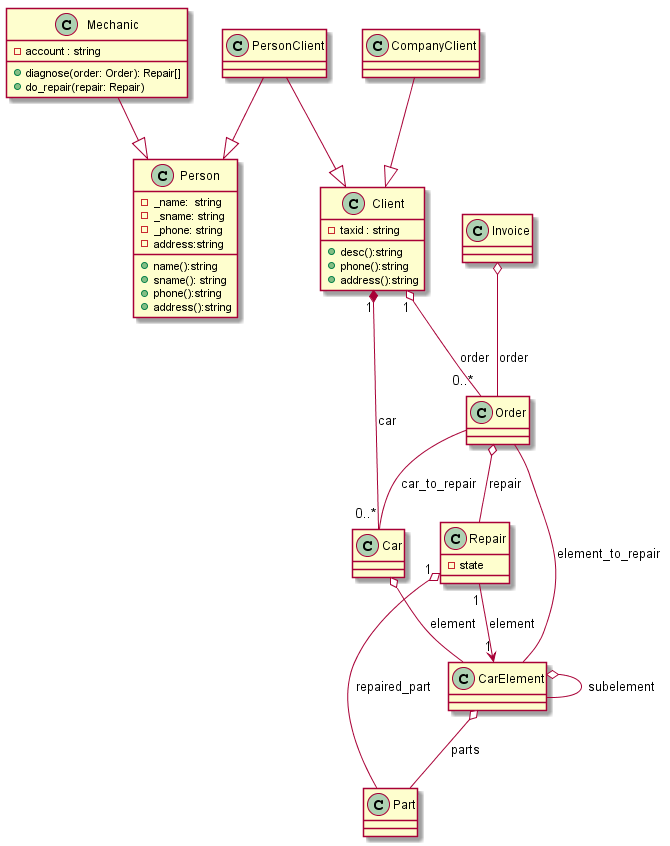 C Mechanic
account : string
diagnose(order: Order): Repair[]
do_repair(repair: Repair)
C PersonClient
C CompanyClient
C Person
_name: string
_sname: string
_phone: string
address:string
name():string
sname(): string
phone():string
address():string
C Client
taxid : string
desc():string
phone():string
address():string
C Invoice
1
1
order
order
0..*
C Order
car
car_to_repair
repair
0..*
C Car
C Repair
state
element_to_repair
1
1
element
element
1
C CarElement
subelement
repaired_part
parts
C Part